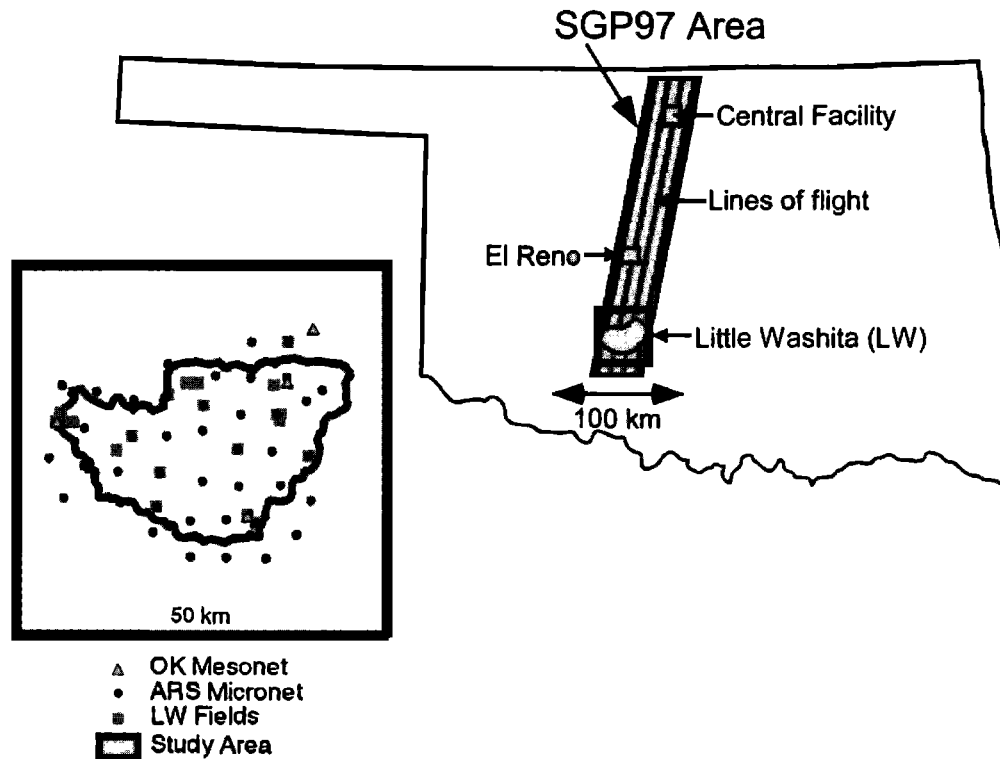 SGP97 Area
Central Facility
Lines of flight
El Reno
Little Washita (LW)
100 km
50 km
OK Mesonet
ARS Micronet
LW Fields
Study Area